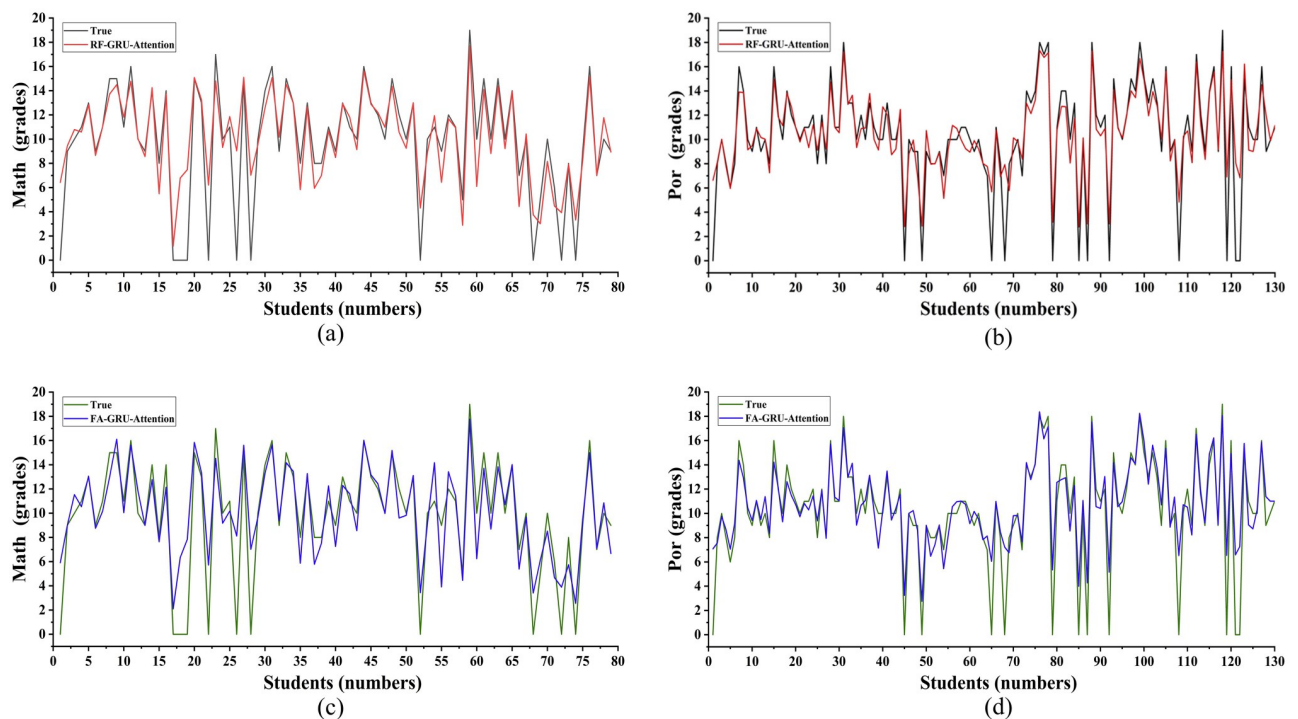 20
18
16
14
12
10
8
6
4
2
0
Math (grades)
True
RF-GRU-Attention
0 5 10 15 20 25 30 35 40 45 50 55 60 65 70 75 79
Students (numbers)
(a)
20
18
16
14
12
10
8
6
4
2
0
Por (grades)
True
RF-GRU-Attention
0 10 20 30 40 50 60 70 80 90 100 110 120 130
Students (numbers)
(b)
20
18
16
14
12
10
8
6
4
2
0
Math (grades)
True
FA-GRU-Attention
0 5 10 15 20 25 30 35 40 45 50 55 60 65 70 75 79
Students (numbers)
(c)
20
18
16
14
12
10
8
6
4
2
0
Por (grades)
True
FA-GRU-Attention
0 10 20 30 40 50 60 70 80 90 100 110 120 130
Students (numbers)
(d)